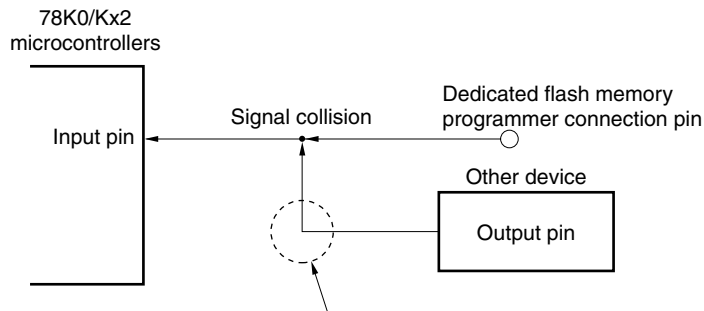 78K0/Kx2
microcontrollers
Input pin
Signal collision
Dedicated flash memory
programmer connection pin
Other device
Output pin